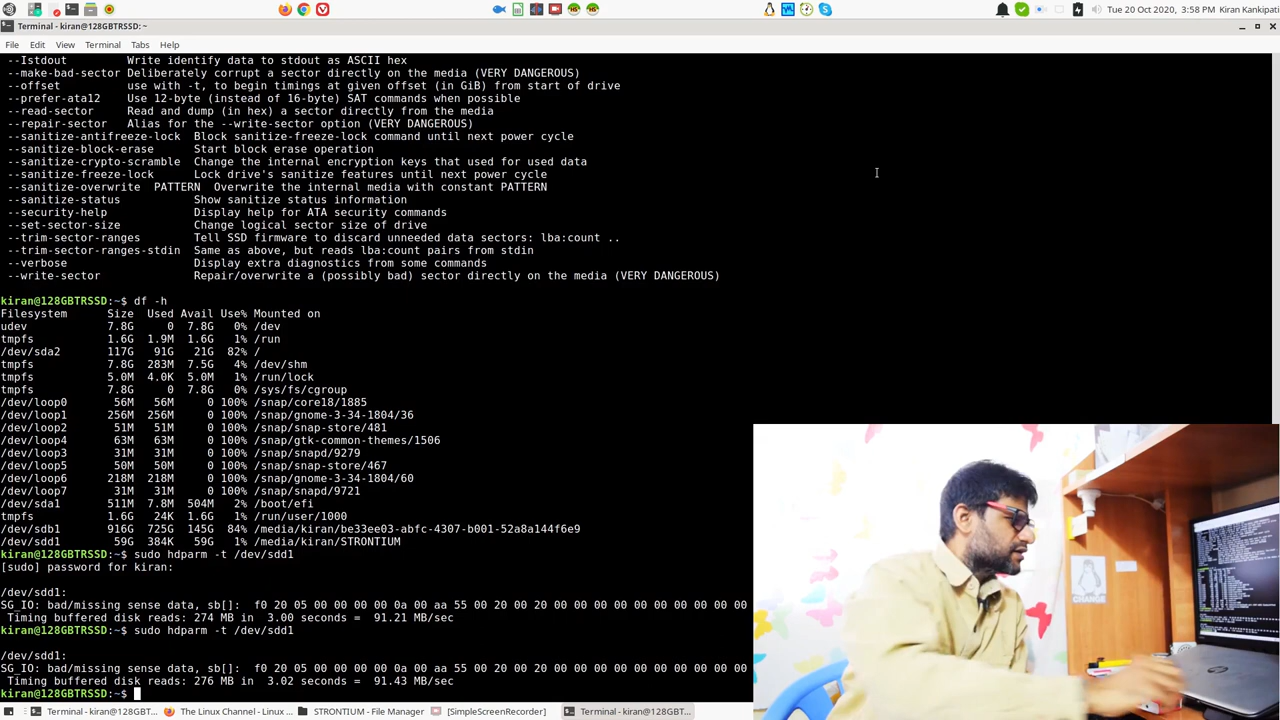 Tue 20 Oct 2020, 3:58 PM Kiran Kankipati
Terminal - kiran@128GBTRSSD: ~
File Edit View Terminal Tabs Help
--Istdout Write identify data to stdout as ASCII hex
--make-bad-sector Deliberately corrupt a sector directly on the media (VERY DANGEROUS)
--offset use with -t, to begin timings at given offset (in GiB) from start of drive
--prefer-ata12 Use 12-byte (instead of 16-byte) SAT commands when possible
--read-sector Read and dump (in hex) a sector directly from the media
--repair-sector Alias for the --write-sector option (VERY DANGEROUS)
--sanitize-antifreeze-lock Block sanitize-freeze-lock command until next power cycle
--sanitize-block-erase Start block erase operation
--sanitize-crypto-scramble Change the internal encryption keys that used for used data
--sanitize-freeze-lock Lock drive's sanitize features until next power cycle
--sanitize-overwrite PATTERN Overwrite the internal media with constant PATTERN
--sanitize-status Show sanitize status information
--security-help Display help for ATA security commands
--set-sector-size Change logical sector size of drive
--trim-sector-ranges Tell SSD firmware to discard unneeded data sectors: lba:count ..
--trim-sector-ranges-stdin Same as above, but reads lba:count pairs from stdin
--verbose Display extra diagnostics from some commands
--write-sector Repair/overwrite a (possibly bad) sector directly on the media (VERY DANGEROUS)
kiran@128GBTRSSD:~$ df -h
Filesystem Size Used Avail Use% Mounted on
udev 7.8G 0 7.8G 0% /dev
tmpfs 1.6G 1.9M 1.6G 1% /run
/dev/sda2 117G 91G 21G 82% /
tmpfs 7.8G 283M 7.5G 4% /dev/shm
tmpfs 5.0M 4.0K 5.0M 1% /run/lock
tmpfs 7.8G 0 7.8G 0% /sys/fs/cgroup
/dev/loop0 56M 56M 0 100% /snap/core18/1885
/dev/loop1 256M 256M 0 100% /snap/gnome-3-34-1804/36
/dev/loop2 51M 51M 0 100% /snap/snap-store/481
/dev/loop4 63M 63M 0 100% /snap/gtk-common-themes/1506
/dev/loop3 31M 31M 0 100% /snap/snapd/9279
/dev/loop5 50M 50M 0 100% /snap/snap-store/467
/dev/loop6 218M 218M 0 100% /snap/gnome-3-34-1804/60
/dev/loop7 31M 31M 0 100% /snap/snapd/9721
/dev/sda1 511M 7.8M 504M 2% /boot/efi
tmpfs 1.6G 24K 1.6G 1% /run/user/1000
/dev/sdb1 916G 725G 145G 84% /media/kiran/be33ee03-abfc-4307-b001-52a8a144f6e9
/dev/sdd1 59G 384K 59G 1% /media/kiran/STRONTIUM
kiran@128GBTRSSD:~$ sudo hdparm -t /dev/sdd1
[sudo] password for kiran:
/dev/sdd1:
SG_IO: bad/missing sense data, sb[]: f0 20 05 00 00 00 00 0a 00 aa 55 00 20 00 20 00 00 00 00 00 00 00 00 00 00 00 00 00 00 00
Timing buffered disk reads: 274 MB in 3.00 seconds = 91.21 MB/sec
kiran@128GBTRSSD:~$ sudo hdparm -t /dev/sdd1
/dev/sdd1:
SG_IO: bad/missing sense data, sb[]: f0 20 05 00 00 00 00 0a 00 aa 55 00 20 00 20 00 00 00 00 00 00 00 00 00 00 00 00 00 00 00
Timing buffered disk reads: 276 MB in 3.02 seconds = 91.43 MB/sec
kiran@128GBTRSSD:~$
Terminal - kiran@128GBT... The Linux Channel - Linux ... STRONTIUM - File Manager [SimpleScreenRecorder] Terminal - kiran@128GBT...